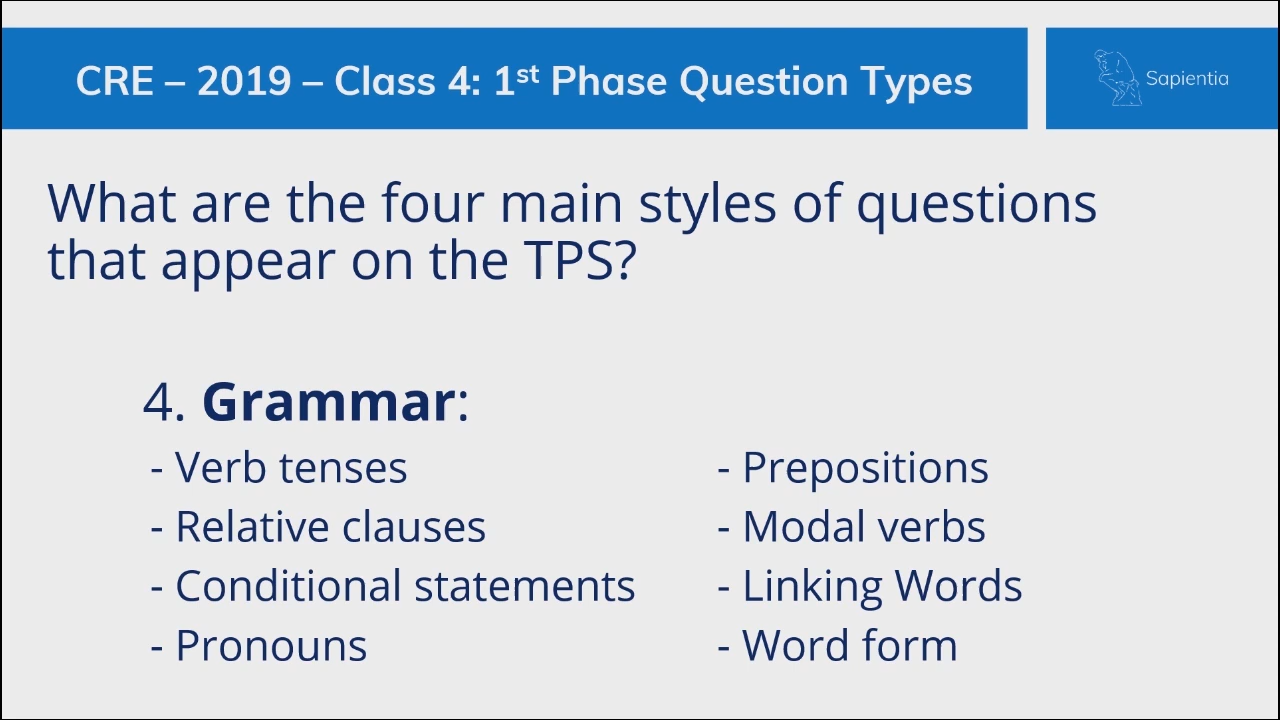 CRE – 2019 – Class 4: 1st Phase Question Types
Sapientia
What are the four main styles of questions
that appear on the TPS?
4. Grammar:
- Verb tenses
- Relative clauses
- Conditional statements
- Pronouns
- Prepositions
- Modal verbs
- Linking Words
- Word form